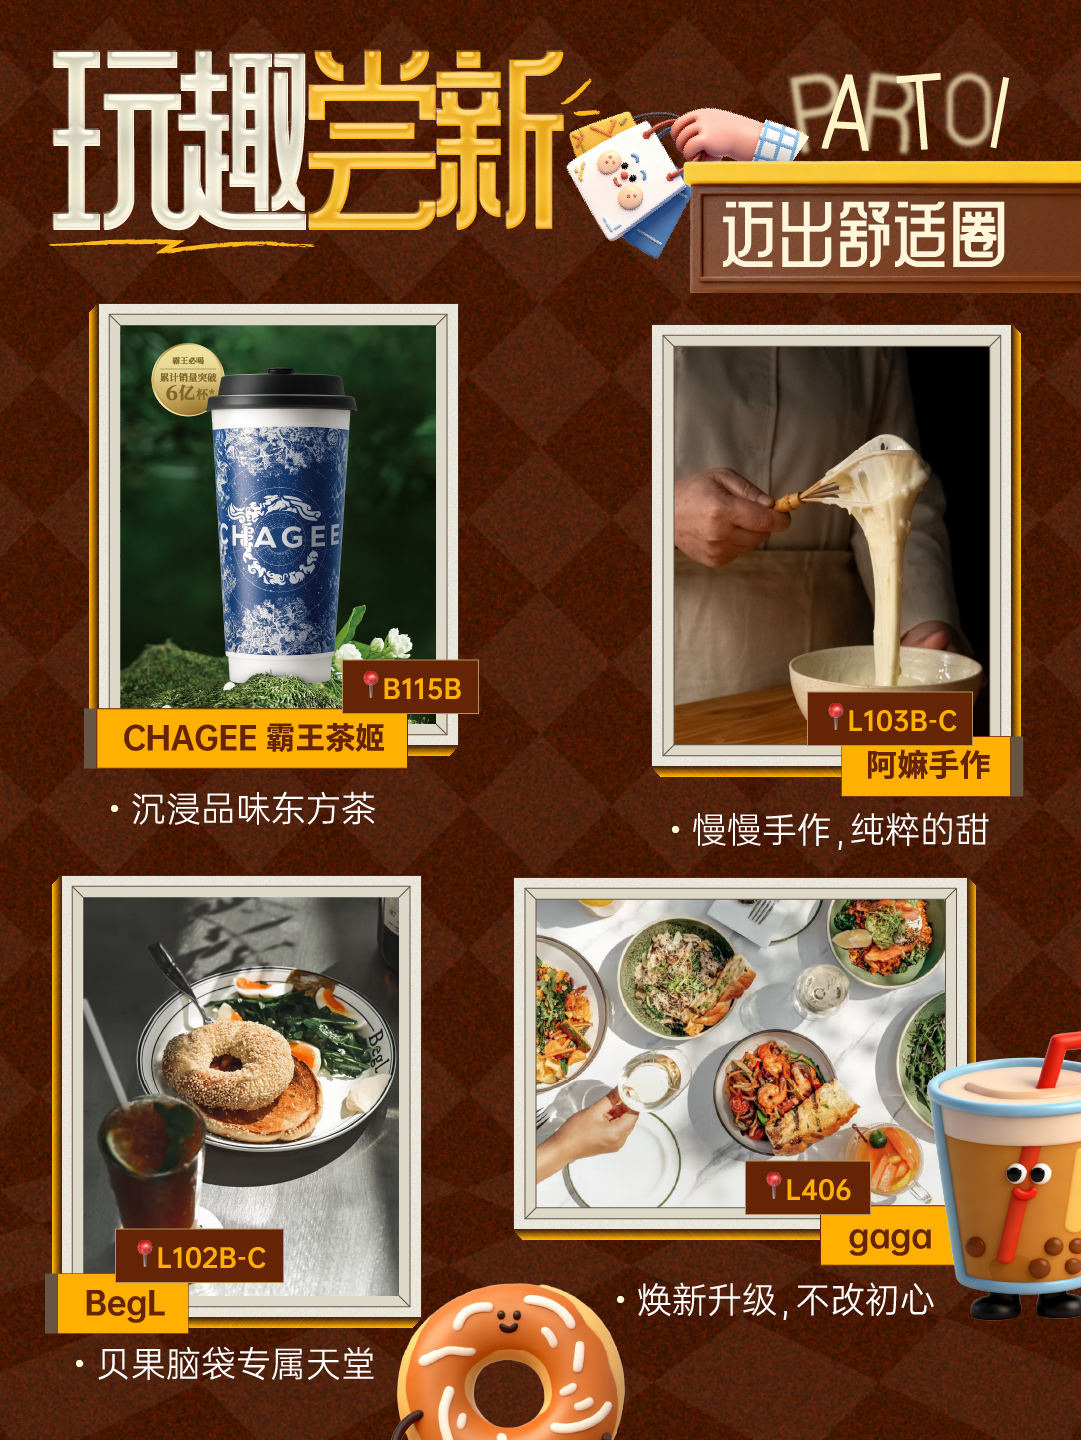 玩趣尝新
PART 01
迈出舒适圈
霸王必喝
累计销量突破
6亿杯*
CHAGEE
B115B
CHAGEE 霸王茶姬
·沉浸品味东方茶
L103B-C
阿嫲手作
·慢慢手作,纯粹的甜
BegL
L102B-C
BegL
·贝果脑袋专属天堂
L406
gaga
·焕新升级,不改初心